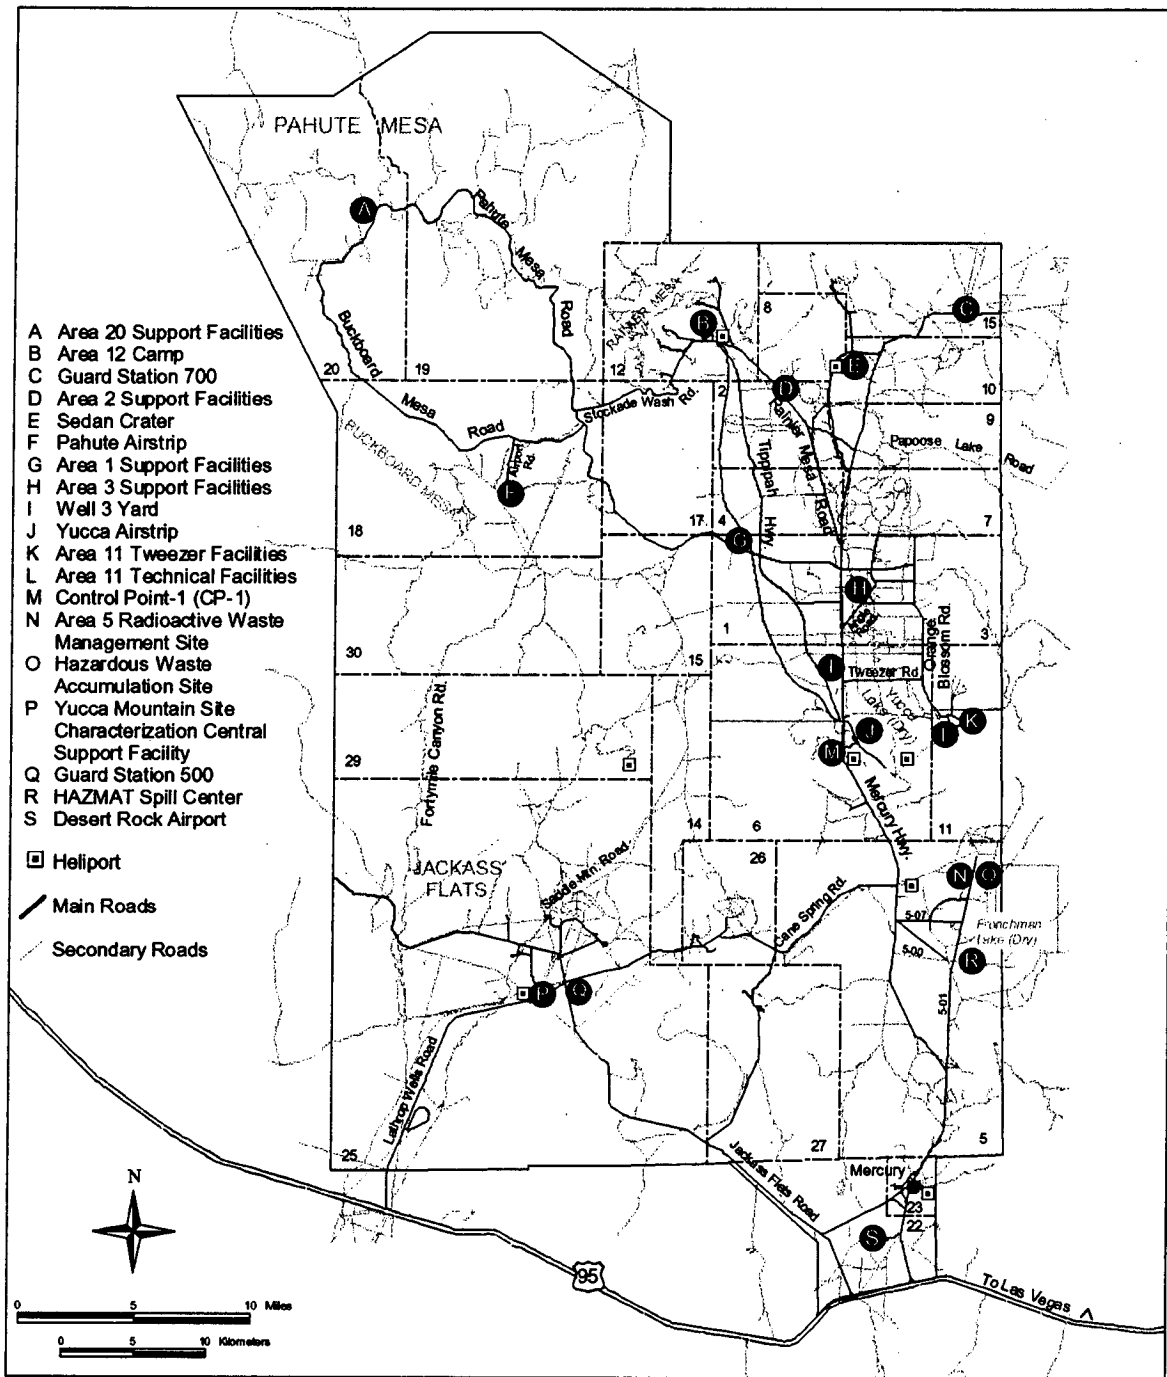 PAHUTE MESA
A
Pahute
Mesa
Road
Buckboard
Mesa
Road
RAINIER MESA
B
8
C
15
A Area 20 Support Facilities
B Area 12 Camp
C Guard Station 700
D Area 2 Support Facilities
E Sedan Crater
F Pahute Airstrip
G Area 1 Support Facilities
H Area 3 Support Facilities
I Well 3 Yard
J Yucca Airstrip
K Area 11 Tweezer Facilities
L Area 11 Technical Facilities
M Control Point-1 (CP-1)
N Area 5 Radioactive Waste
Management Site
O Hazardous Waste
Accumulation Site
P Yucca Mountain Site
Characterization Central
Support Facility
Q Guard Station 500
R HAZMAT Spill Center
S Desert Rock Airport
Heliport
Main Roads
Secondary Roads
20
19
12
E
10
2
D
Stockade Wash Rd.
9
Rainier Mesa
Road
Papoose Lake Road
Tippipah
Hwy
BUCKBOARD MESA
Airport
Rd.
F
18
17
4
7
G
H
Angle
Road
Orange
Blossom Rd.
1
3
30
15
I
Tweezer Rd.
Yucca
Lake (Dry)
K
J
M
Fortymile Canyon Rd.
29
Mercury Hwy.
14
6
11
26
JACKASS
FLATS
Cane Spring Rd.
N
O
5-07
Frenchman
Lake (Dry)
5-00
R
P
Q
5-01
Lathrop Wells Road
25
27
5
Jackass Flats Road
Mercury
23
22
S
N
95
To Las Vegas
0 5 10 Miles
0 5 10 Kilometers